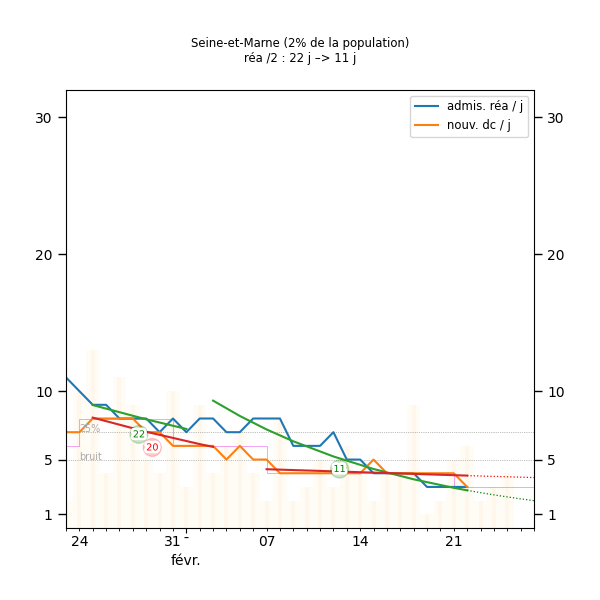 Seine-et-Marne (2% de la population)
réa /2 : 22 j –> 11 j
admis. réa / j
nouv. dc / j
30 30
20 20
10 10
25%
22
20
bruit
11
5 5
1 1
24 31 - 07 14 21
févr.